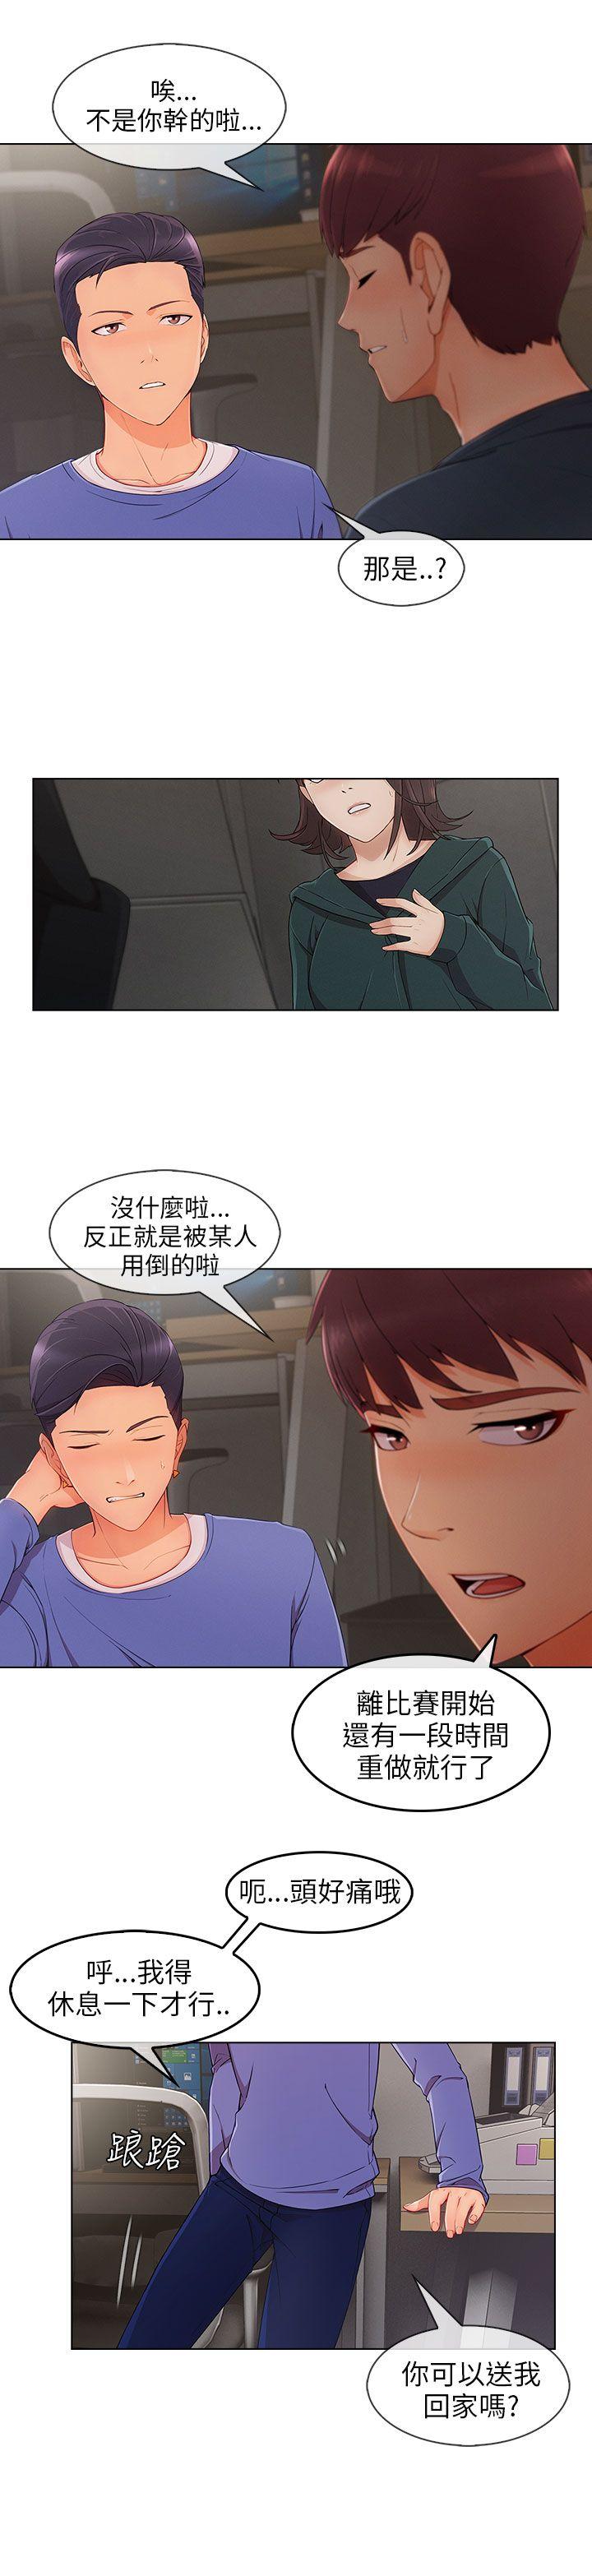 唉...
不是你幹的啦...
那是..?
沒什麼啦...
反正就是被某人
用倒的啦
離比賽開始
還有一段時間
重做就行了
呃...頭好痛哦
呼...我得
休息一下才行..
踉蹌
你可以送我
回家嗎?